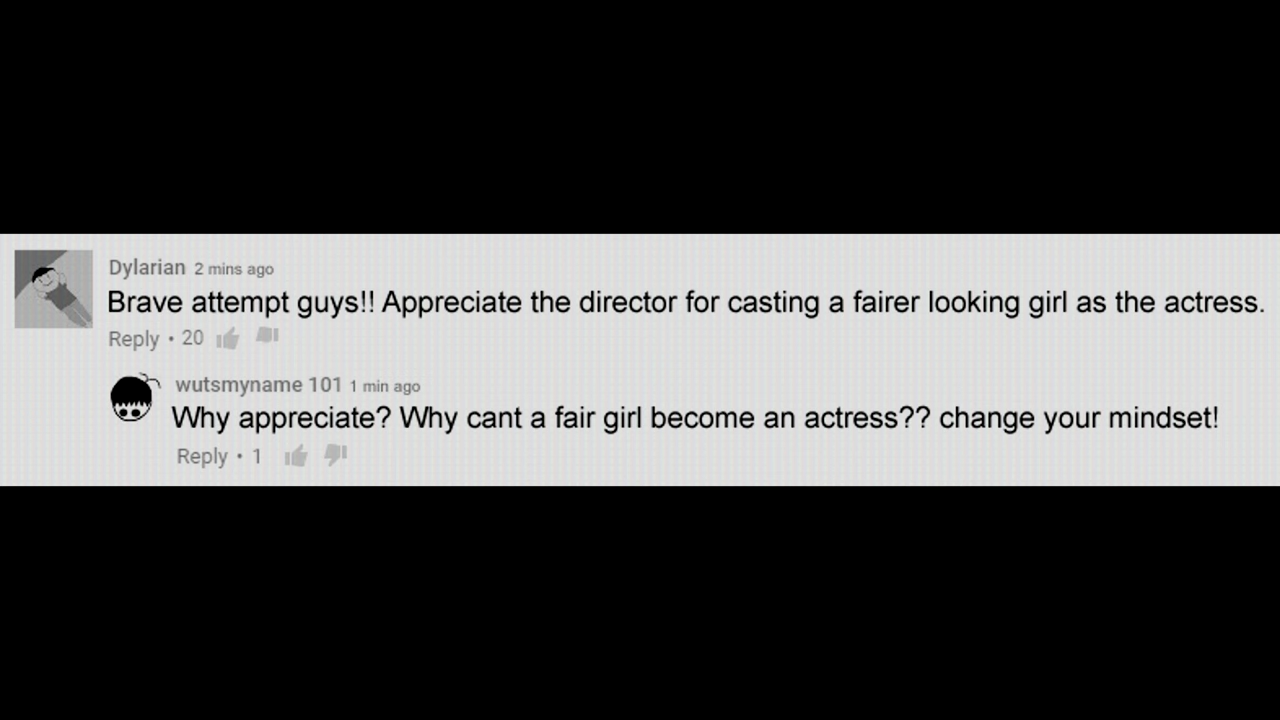 Dylarian 2 mins ago
Brave attempt guys!! Appreciate the director for casting a fairer looking girl as the actress.
Reply • 20
wutsmyname 101 1 min ago
Why appreciate? Why cant a fair girl become an actress?? change your mindset!
Reply • 1